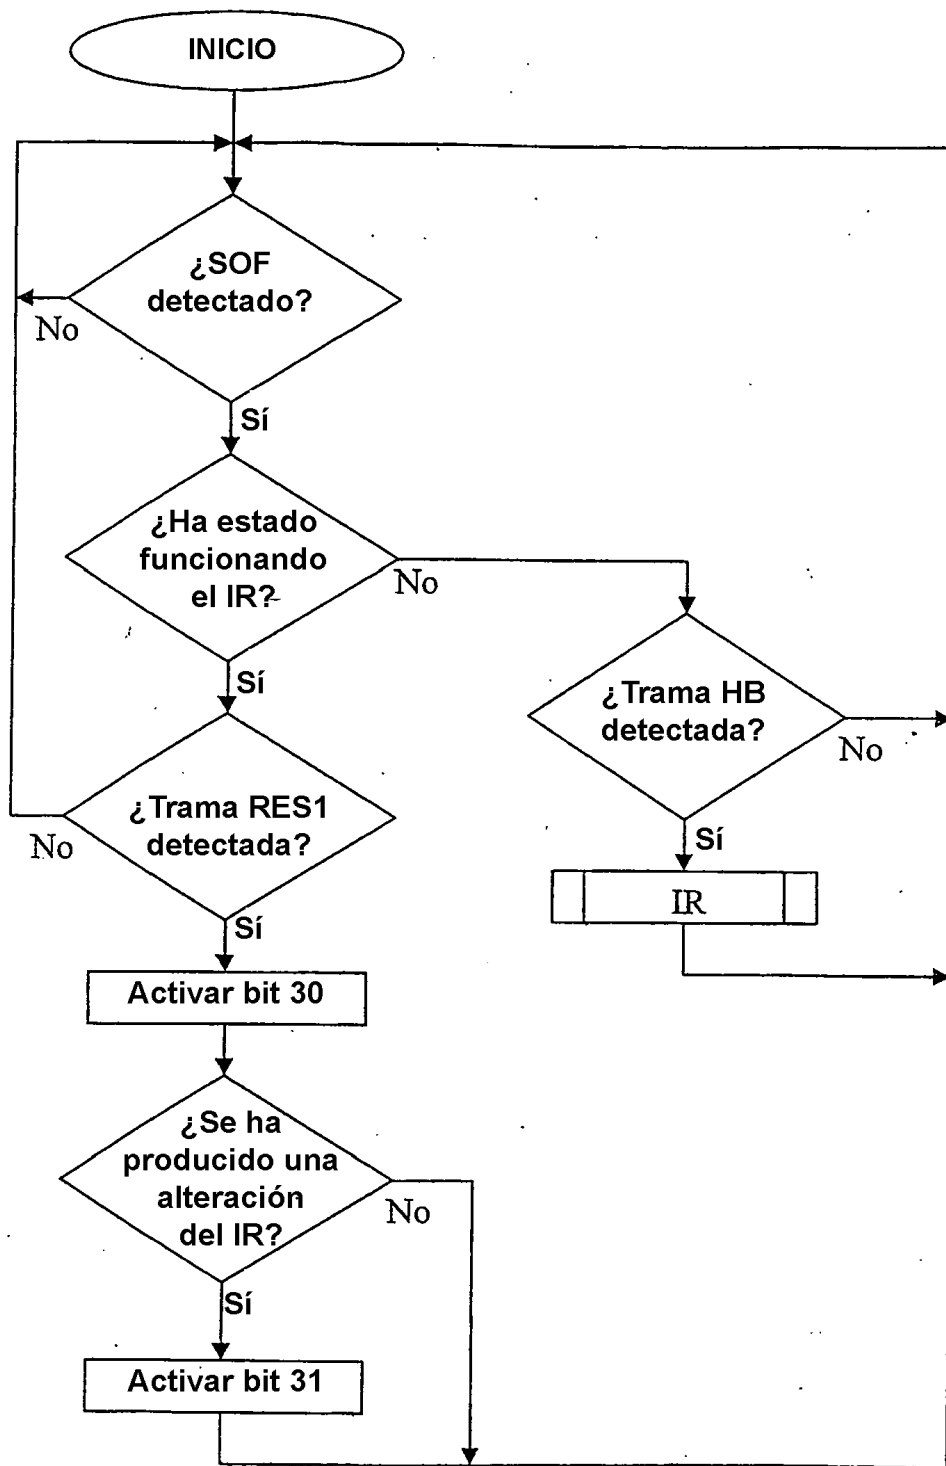 INICIO
¿SOF
detectado?
No
Sí
¿Ha estado
funcionando
el IR?
No
Sí
¿Trama HB
detectada?
No
Sí
¿Trama RES1
detectada?
No
IR
Sí
Activar bit 30
¿Se ha
producido una
alteración
del IR?
No
Sí
Activar bit 31